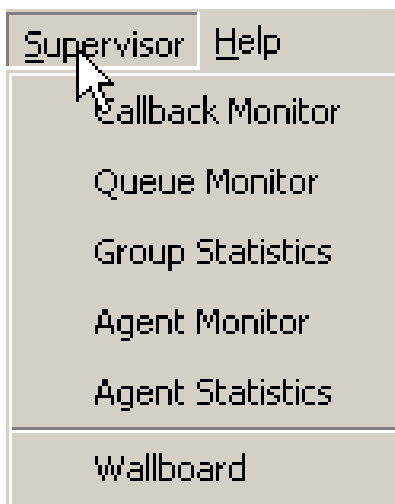 Supervisor Help
Callback Monitor
Queue Monitor
Group Statistics
Agent Monitor
Agent Statistics
Wallboard